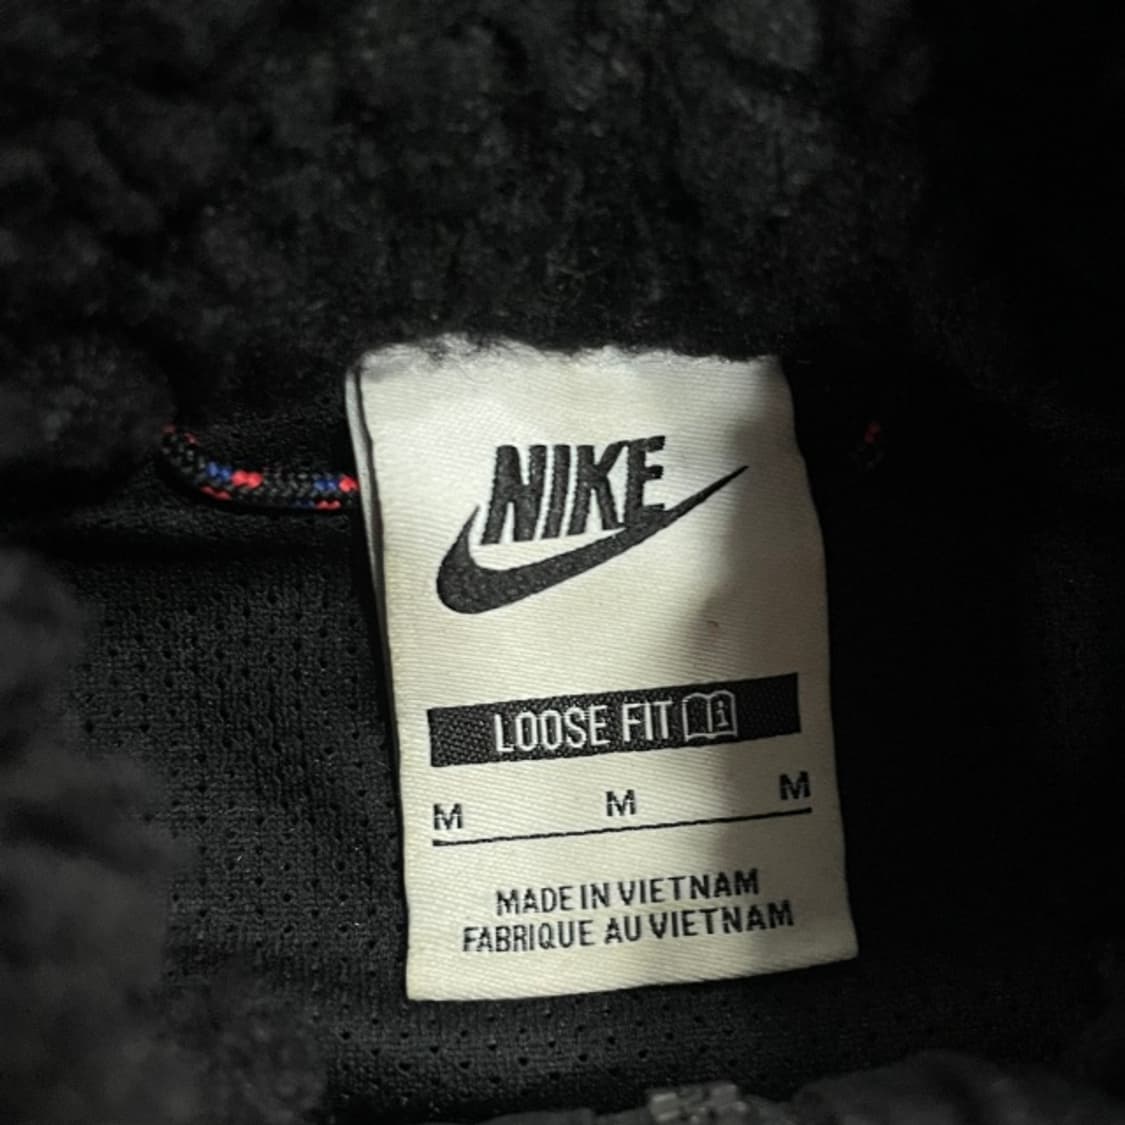 NIKE
LOOSE FIT
M M M
MADE IN VIETNAM
FABRIQUE AU VIETNAM